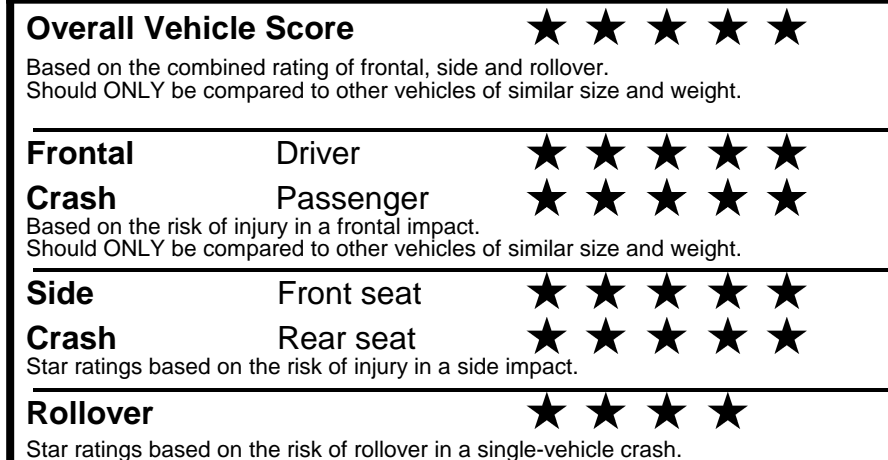 Overall Vehicle Score ★ ★ ★ ★ ★
Based on the combined rating of frontal, side and rollover.
Should ONLY be compared to other vehicles of similar size and weight.
Frontal Driver ★ ★ ★ ★ ★
Crash Passenger ★ ★ ★ ★ ★
Based on the risk of injury in a frontal impact.
Should ONLY be compared to other vehicles of similar size and weight.
Side Front seat ★ ★ ★ ★ ★
Crash Rear seat ★ ★ ★ ★ ★
Star ratings based on the risk of injury in a side impact.
Rollover ★ ★ ★ ★
Star ratings based on the risk of rollover in a single-vehicle crash.